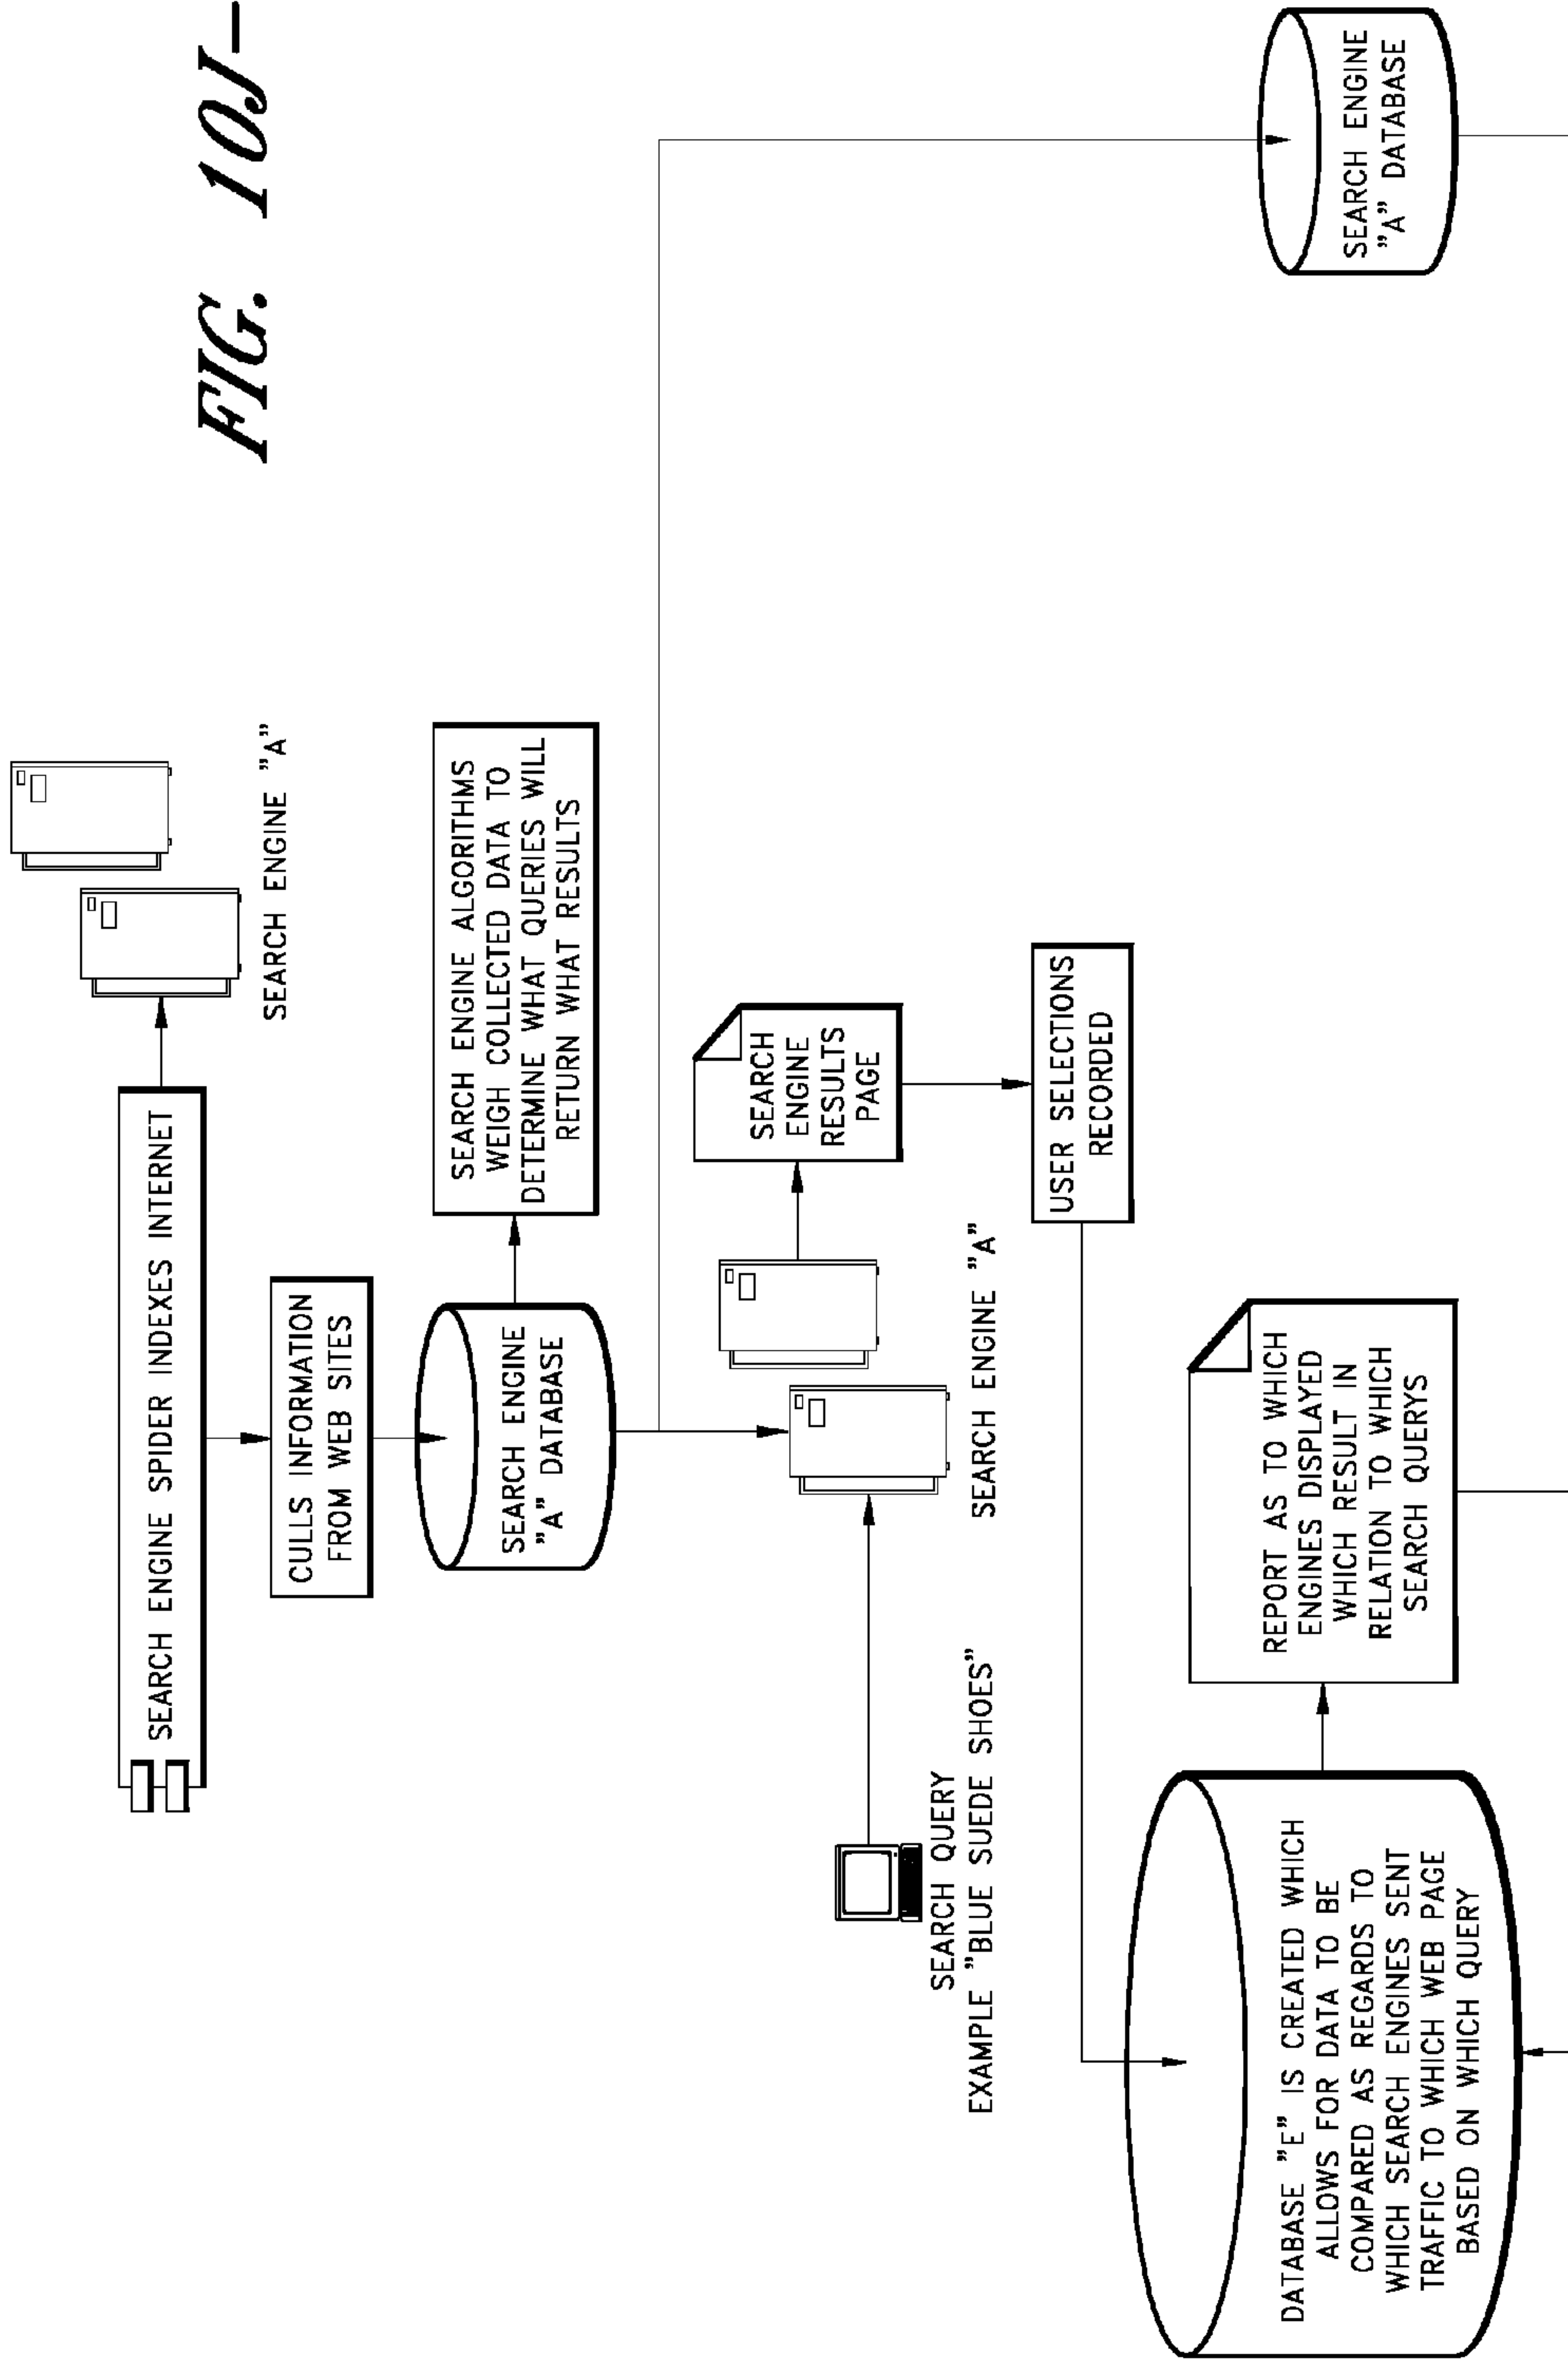 FIG. 10J-
SEARCH ENGINE SPIDER INDEXES INTERNET
SEARCH ENGINE "A"
CULLS INFORMATION
FROM WEB SITES
SEARCH ENGINE
"A" DATABASE
SEARCH ENGINE ALGORITHMS
WEIGH COLLECTED DATA TO
DETERMINE WHAT QUERIES WILL
RETURN WHAT RESULTS
SEARCH QUERY
EXAMPLE "BLUE SUEDE SHOES"
SEARCH ENGINE "A"
SEARCH
ENGINE
RESULTS
PAGE
USER SELECTIONS
RECORDED
DATABASE "E" IS CREATED WHICH
ALLOWS FOR DATA TO BE
COMPARED AS REGARDS TO
WHICH SEARCH ENGINES SENT
TRAFFIC TO WHICH WEB PAGE
BASED ON WHICH QUERY
REPORT AS TO WHICH
ENGINES DISPLAYED
WHICH RESULT IN
RELATION TO WHICH
SEARCH QUERYS
SEARCH ENGINE
"A" DATABASE